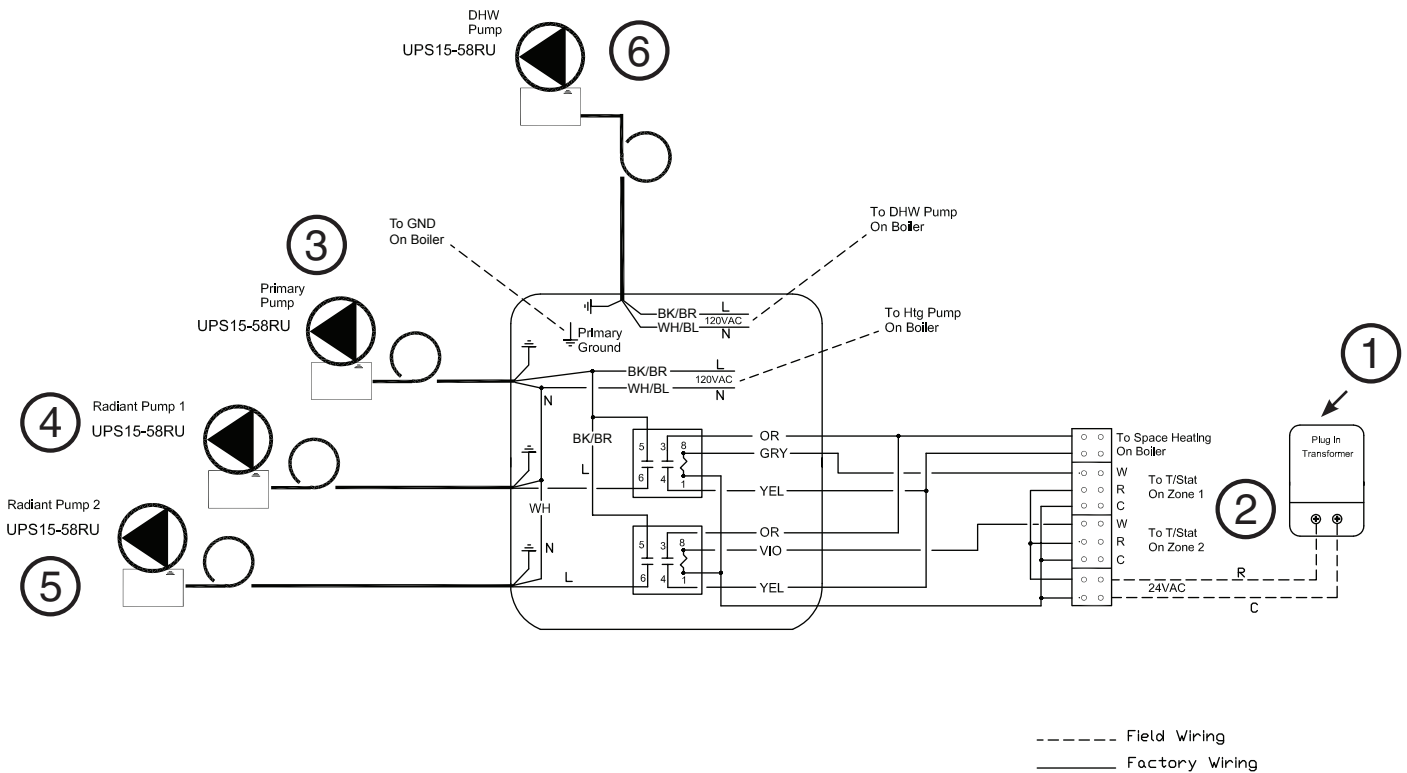 DHW
Pump
UPS15-58RU
6
3
To GND
On Boiler
To DHW Pump
On Boiler
Primary
Pump
UPS15-58RU
BK/BR
L
120VAC
WH/BL
N
Primary
Ground
To Htg Pump
On Boiler
1
BK/BR
L
120VAC
WH/BL
N
N
4
Radiant Pump 1
UPS15-58RU
BK/BR
L
5
3
8
6
4
1
OR
GRY
YEL
To Space Heating
On Boiler
W
R
C
To T/Stat
On Zone 1
W
R
C
To T/Stat
On Zone 2
2
Plug In
Transformer
Radiant Pump 2
UPS15-58RU
5
WH
N
L
5
3
8
6
4
1
OR
VIO
YEL
R
24VAC
C
Field Wiring
Factory Wiring